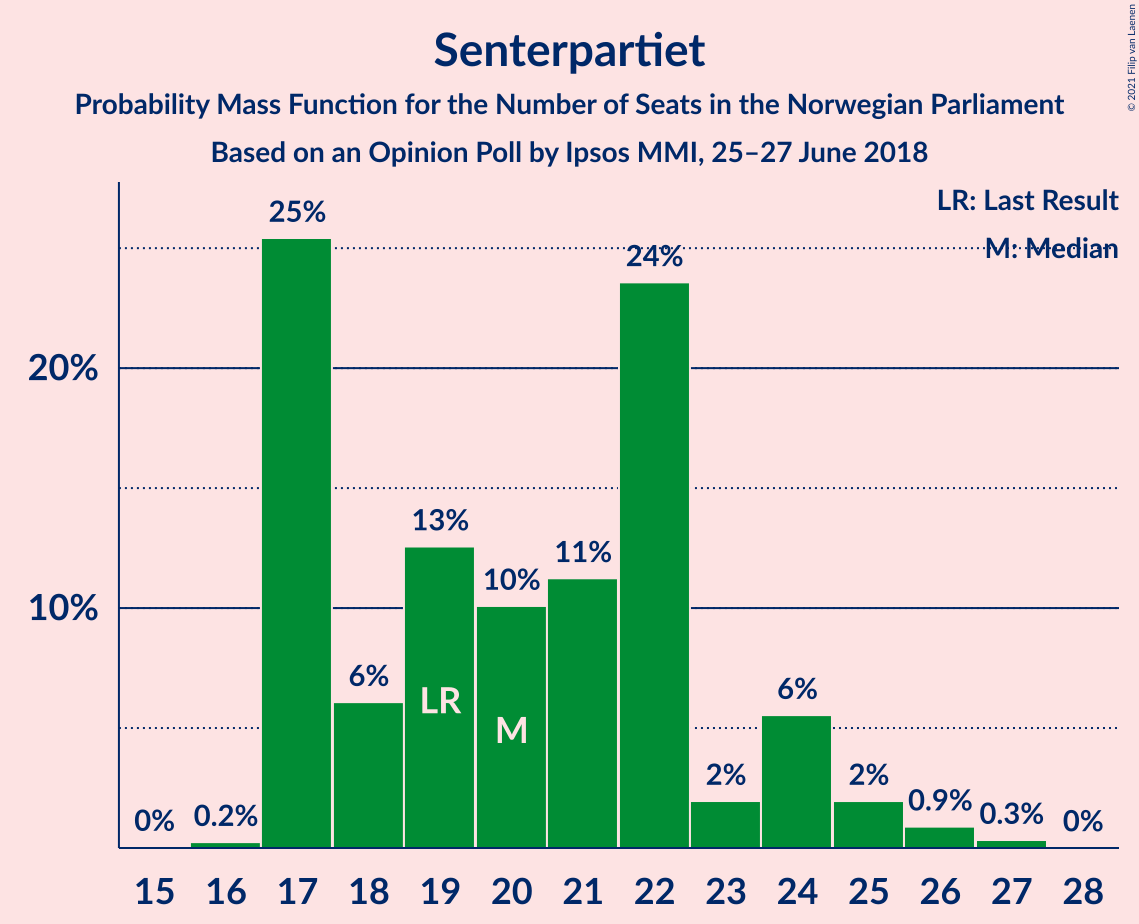 Senterpartiet
Probability Mass Function for the Number of Seats in the Norwegian Parliament
Based on an Opinion Poll by Ipsos MMI, 25–27 June 2018
© 2021 Filip van Laenen
LR: Last Result
M: Median
25%
24%
20%
13%
11%
10%
10%
6%
6%
LR
M
2%
2%
0.9%
0.3%
0%
0.2%
0%
15 16 17 18 19 20 21 22 23 24 25 26 27 28